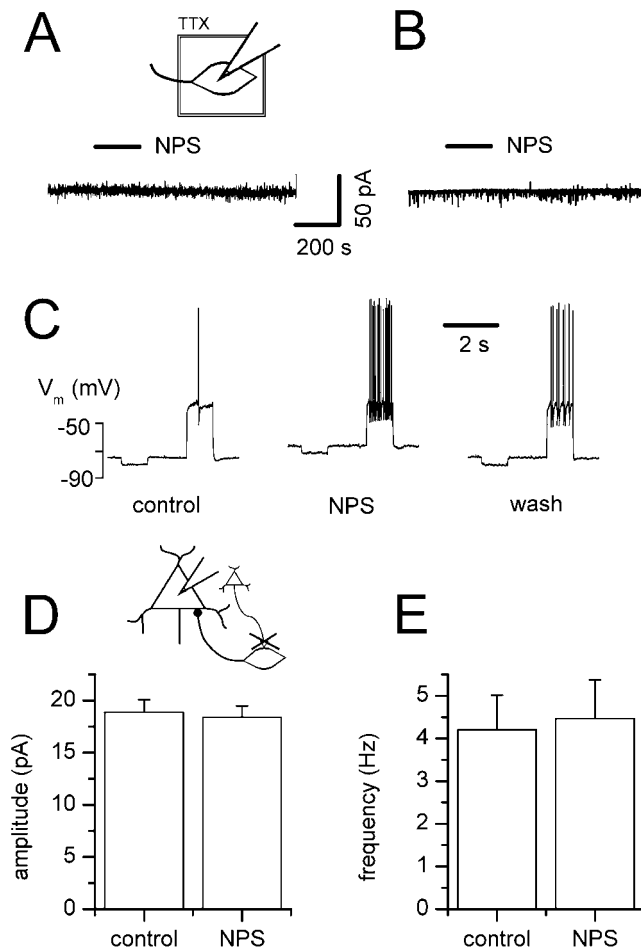 A
TTX
NPS
B
NPS
50 pA
200 s
C
2 s
Vm (mV)
-50
-90
control
NPS
wash
D
E
20
15
10
5
0
amplitude (pA)
control
NPS
5
4
3
2
1
0
frequency (Hz)
control
NPS